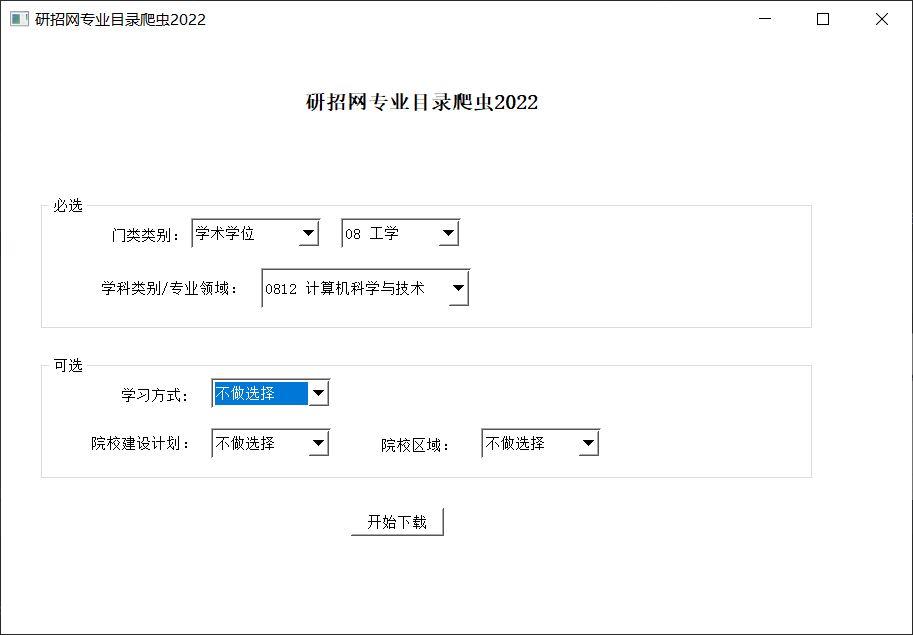 研招网专业目录爬虫2022
研招网专业目录爬虫2022
必选
门类类别： 学术学位 08 工学
学科类别/专业领域： 0812 计算机科学与技术
可选
学习方式： 不做选择
院校建设计划： 不做选择 院校区域： 不做选择
开始下载